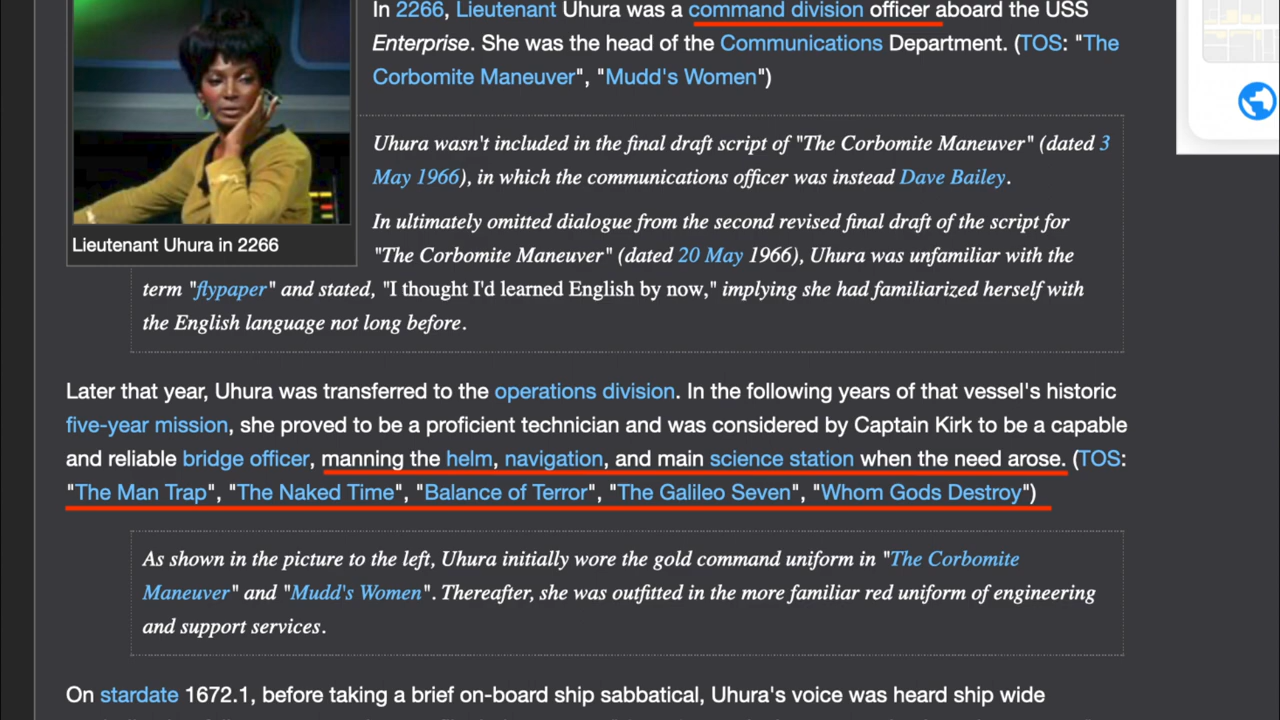 In 2266, Lieutenant Uhura was a command division officer aboard the USS
Enterprise. She was the head of the Communications Department. (TOS: "The
Corbomite Maneuver", "Mudd's Women")
Uhura wasn't included in the final draft script of "The Corbomite Maneuver" (dated 3
May 1966), in which the communications officer was instead Dave Bailey.
In ultimately omitted dialogue from the second revised final draft of the script for
"The Corbomite Maneuver" (dated 20 May 1966), Uhura was unfamiliar with the
term "flypaper" and stated, "I thought I'd learned English by now," implying she had familiarized herself with
the English language not long before.
Lieutenant Uhura in 2266
Later that year, Uhura was transferred to the operations division. In the following years of that vessel's historic
five-year mission, she proved to be a proficient technician and was considered by Captain Kirk to be a capable
and reliable bridge officer, manning the helm, navigation, and main science station when the need arose. (TOS:
"The Man Trap", "The Naked Time", "Balance of Terror", "The Galileo Seven", "Whom Gods Destroy")
As shown in the picture to the left, Uhura initially wore the gold command uniform in "The Corbomite
Maneuver" and "Mudd's Women". Thereafter, she was outfitted in the more familiar red uniform of engineering
and support services.
On stardate 1672.1, before taking a brief on-board ship sabbatical, Uhura's voice was heard ship wide